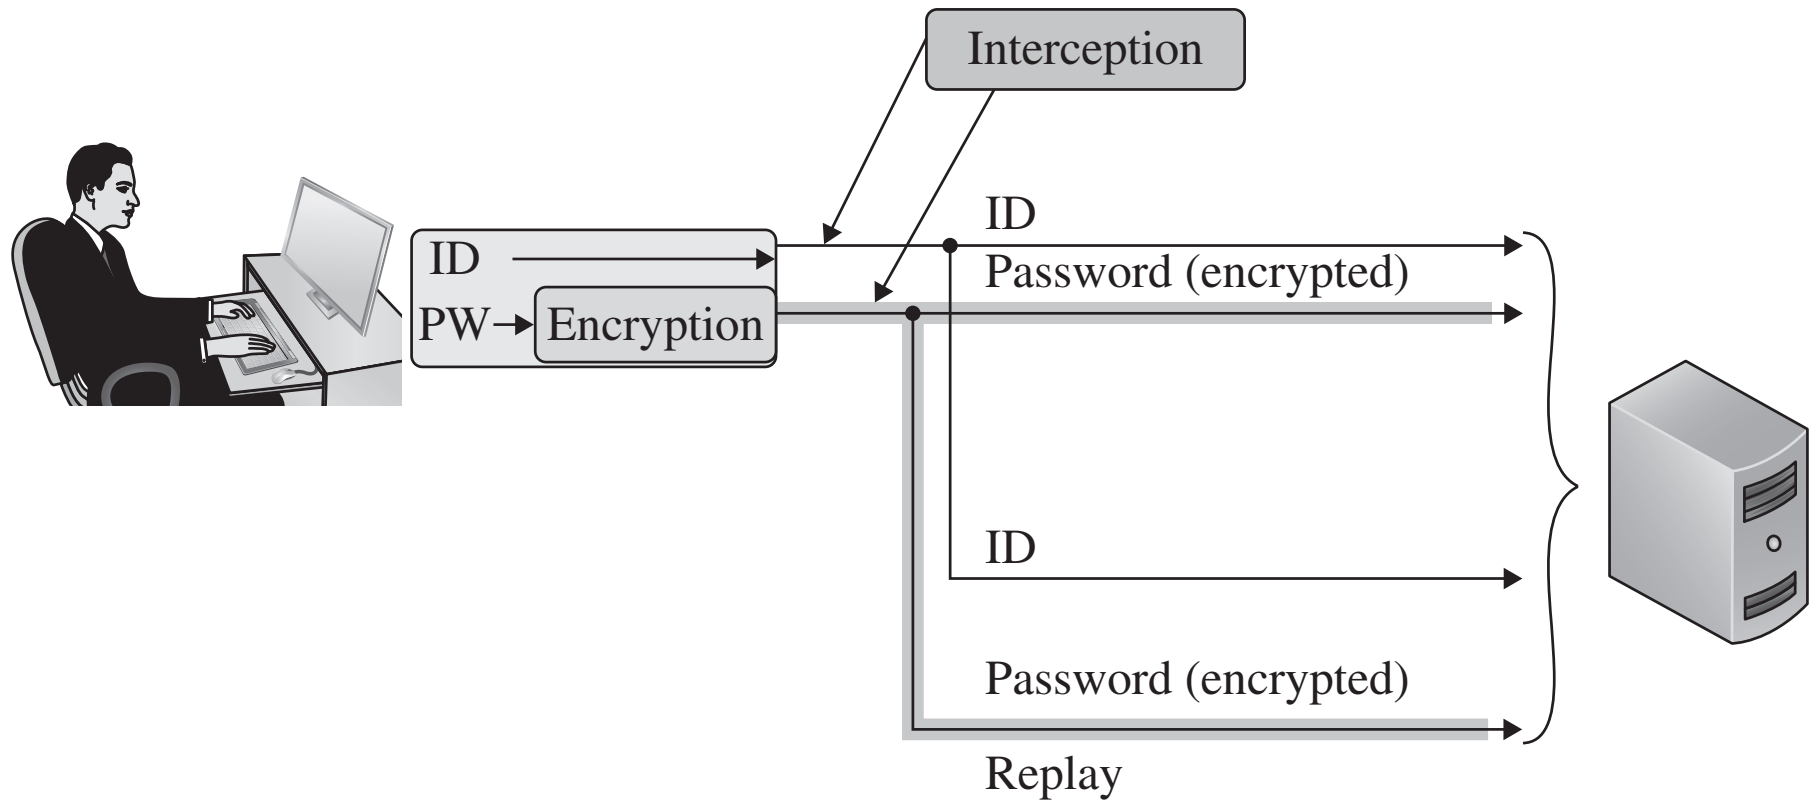 Interception
ID
ID
Password (encrypted)
PW
Encryption
ID
Password (encrypted)
Replay